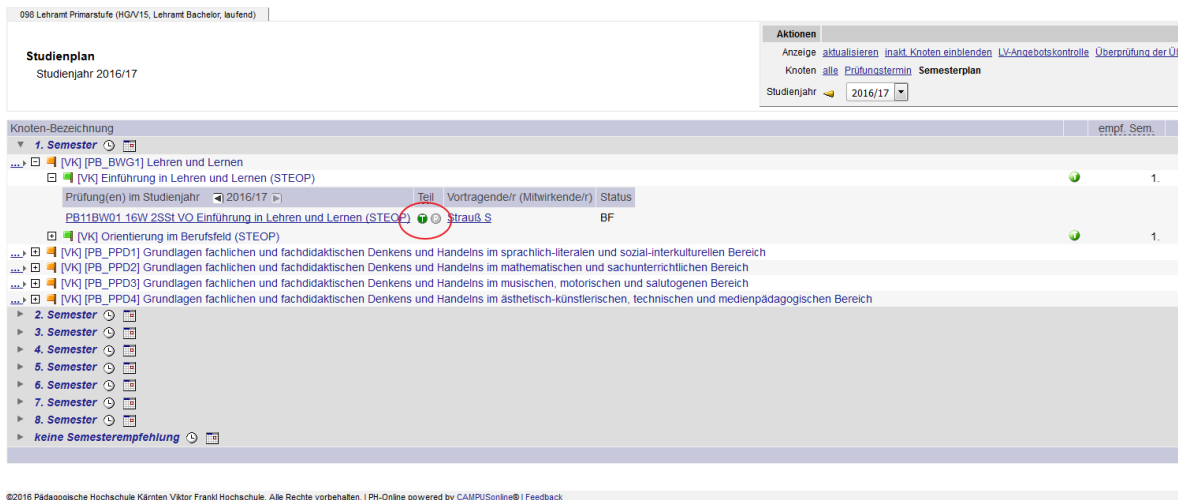 098 Lehramt Primarstufe (HG/V15, Lehramt Bachelor, laufend)
Studienplan
Studienjahr 2016/17
Aktionen
Anzeige aktualisieren inakt. Knoten einblenden LV-Angebotskontrolle Überprüfung der Üb
Knoten alle Prüfungstermin Semesterplan
Studienjahr 2016/17
Knoten-Bezeichnung empf. Sem.
1. Semester
... [VK] [PB_BWG1] Lehren und Lernen
[VK] Einführung in Lehren und Lernen (STEOP) 1.
Prüfung(en) im Studienjahr 2016/17 Teil Vortragende/r (Mitwirkende/r) Status
PB11BW01 16W 2SSt VO Einführung in Lehren und Lernen (STEOP) T P Strauß S BF
[VK] Orientierung im Berufsfeld (STEOP) 1.
... [VK] [PB_PPD1] Grundlagen fachlichen und fachdidaktischen Denkens und Handelns im sprachlich-literalen und sozial-interkulturellen Bereich
... [VK] [PB_PPD2] Grundlagen fachlichen und fachdidaktischen Denkens und Handelns im mathematischen und sachunterrichtlichen Bereich
... [VK] [PB_PPD3] Grundlagen fachlichen und fachdidaktischen Denkens und Handelns im musischen, motorischen und salutogenen Bereich
... [VK] [PB_PPD4] Grundlagen fachlichen und fachdidaktischen Denkens und Handelns im ästhetisch-künstlerischen, technischen und medienpädagogischen Bereich
2. Semester
3. Semester
4. Semester
5. Semester
6. Semester
7. Semester
8. Semester
keine Semesterempfehlung
©2016 Pädagogische Hochschule Kärnten Viktor Frankl Hochschule. Alle Rechte vorbehalten. | PH-Online powered by CAMPUSonline® | Feedback